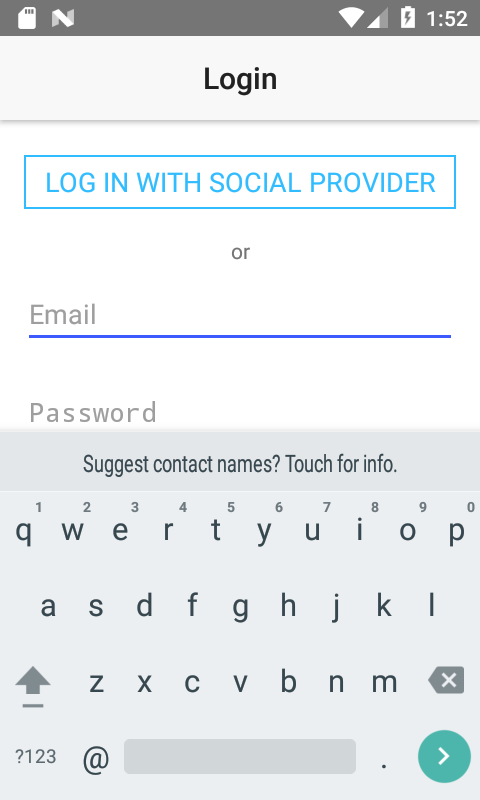 1:52
Login
LOG IN WITH SOCIAL PROVIDER
or
Email
Password
Suggest contact names? Touch for info.
1 2 3 4 5 6 7 8 9 0
q w e r t y u i o p
a s d f g h j k l
z x c v b n m
?123 @ .